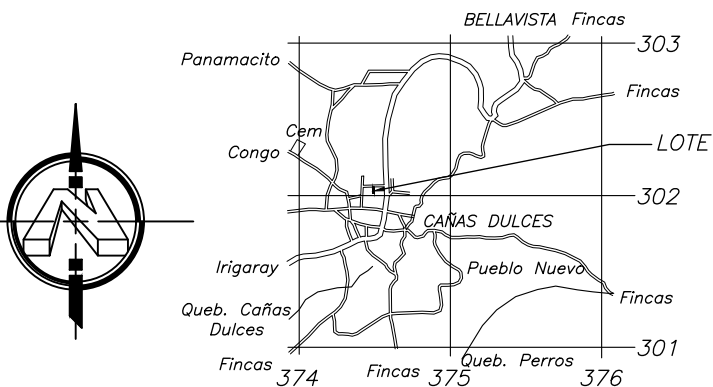 BELLAVISTA Fincas
303
Panamacito
Fincas
Cem
Congo
LOTE
302
CAÑAS DULCES
N
Irigaray
Pueblo Nuevo
Fincas
Queb. Cañas
Dulces
301
Fincas
Fincas
Queb. Perros
374
375
376